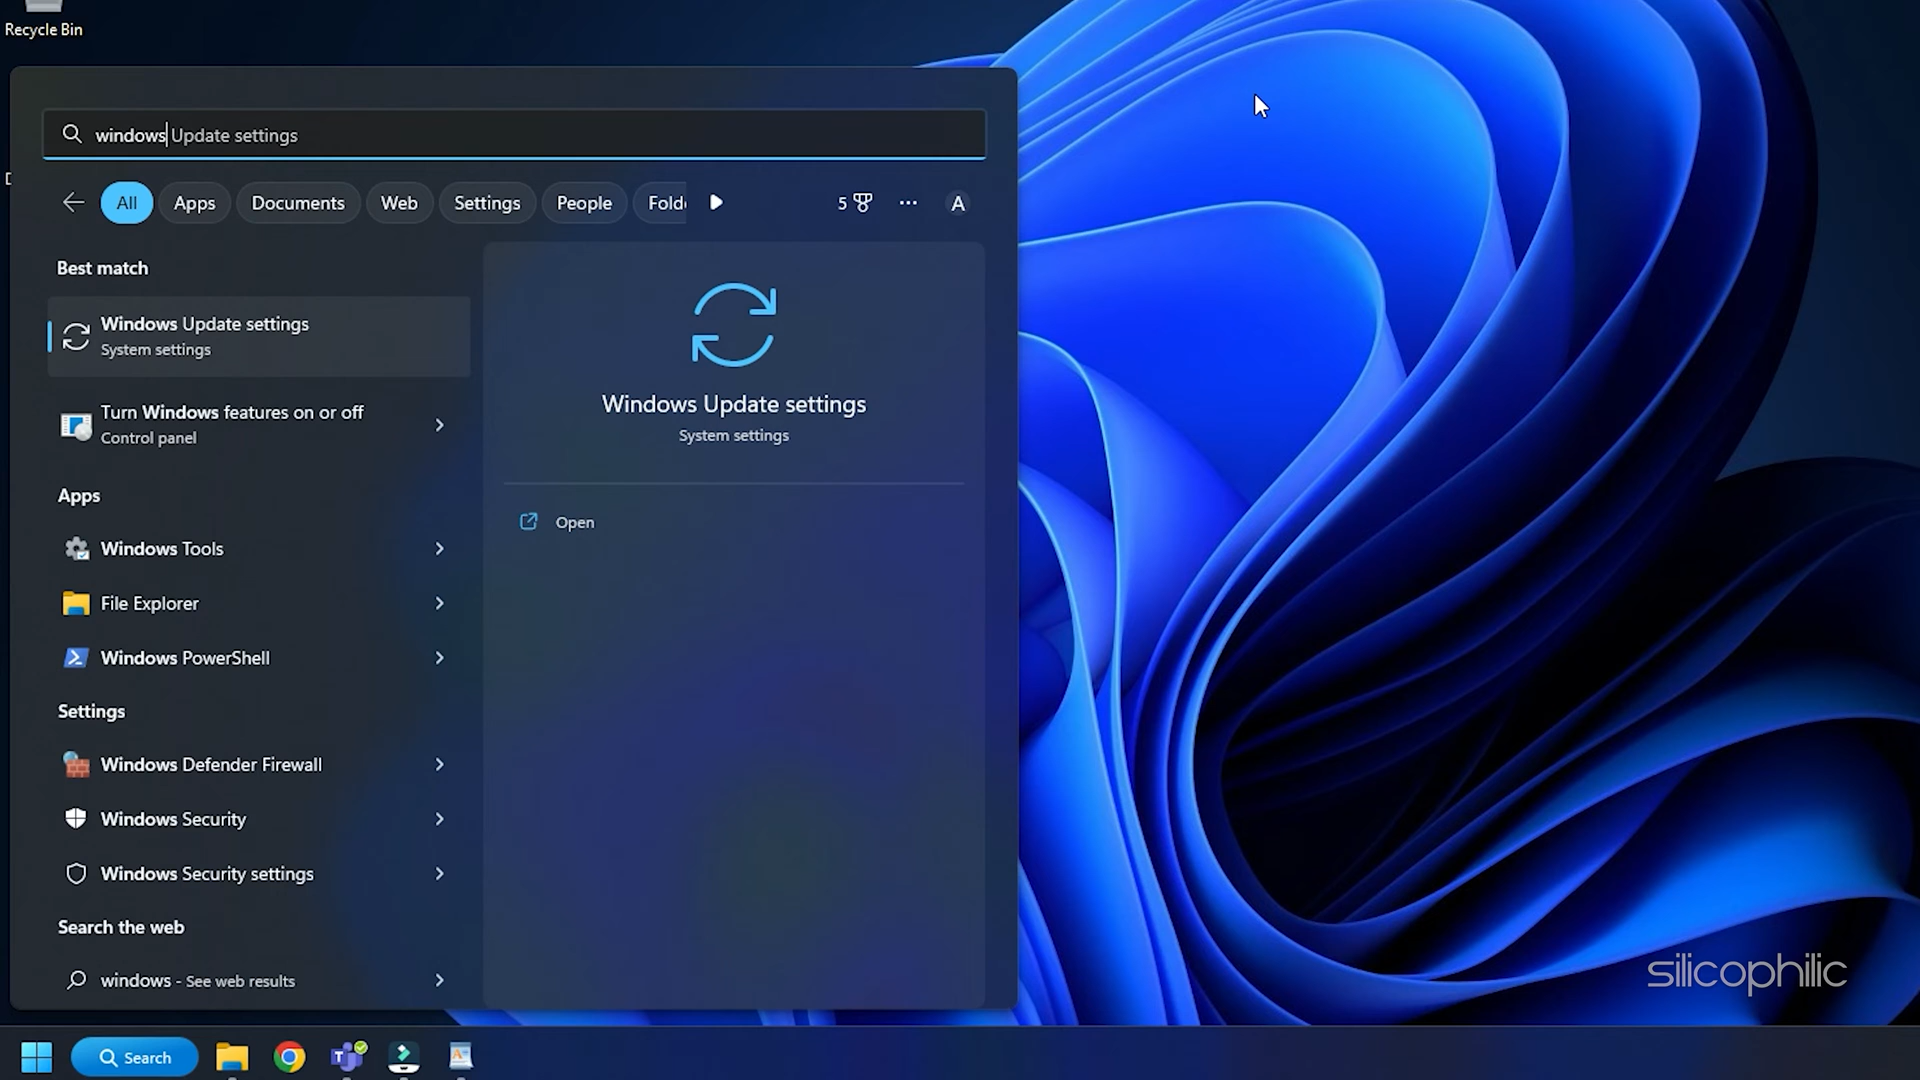 Recycle Bin
windows Update settings
All
Apps
Documents
Web
Settings
People
Folde
5
A
Best match
Windows Update settings
System settings
Turn Windows features on or off
Control panel
Apps
Windows Tools
File Explorer
Windows PowerShell
Settings
Windows Defender Firewall
Windows Security
Windows Security settings
Search the web
windows - See web results
Windows Update settings
System settings
Open
silicophilic
Search